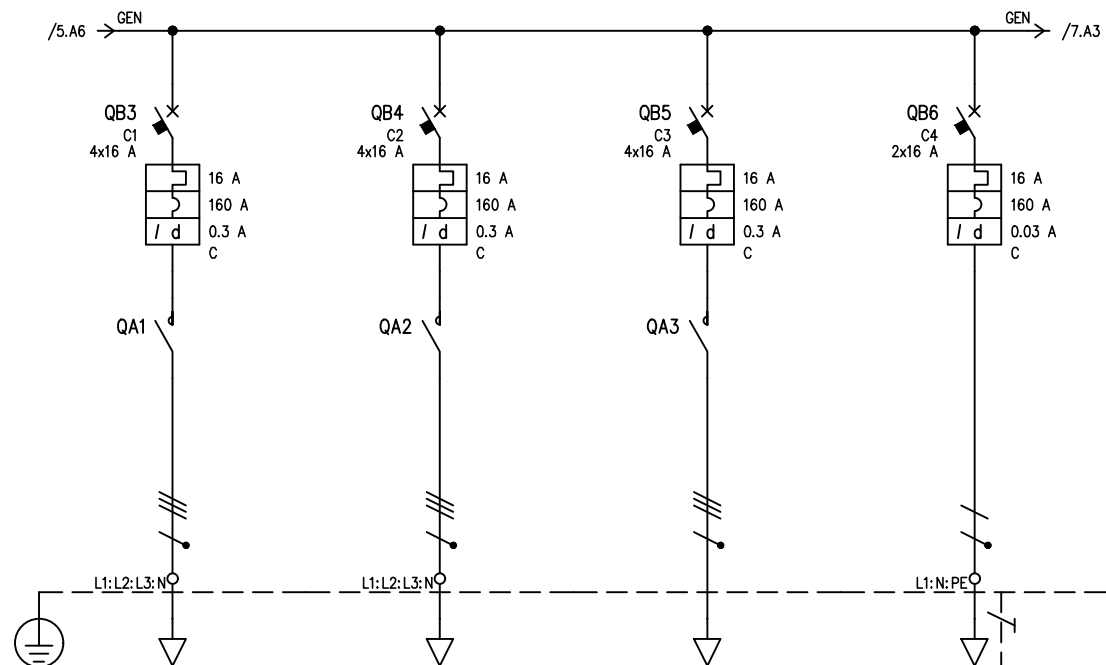 /5.A6 GEN GEN /7.A3
QB3 QB4 QB5 QB6
C1 C2 C3 C4
4x16 A 4x16 A 4x16 A 2x16 A
16 A 16 A 16 A 16 A
160 A 160 A 160 A 160 A
I d 0.3 A I d 0.3 A I d 0.3 A I d 0.03 A
C C C C
QA1 QA2 QA3
L1:L2:L3:N L1:L2:L3:N L1:N:PE